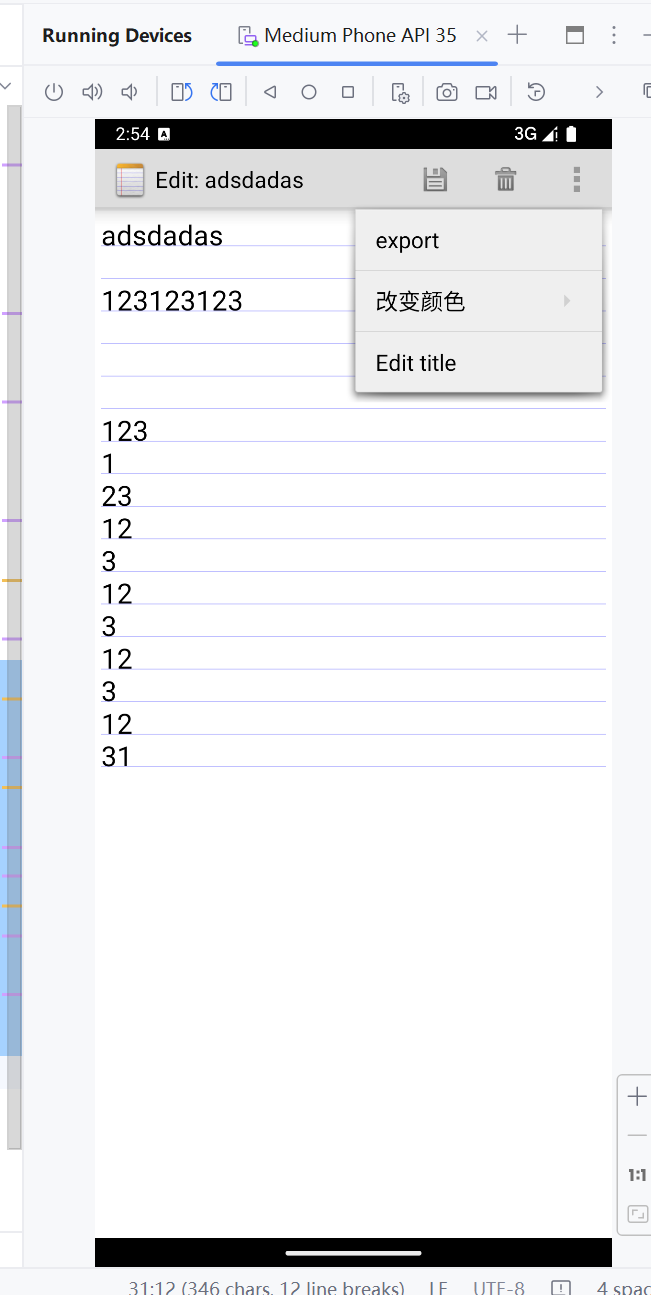 Running Devices
Medium Phone API 35
2:54 A
3G
Edit: adsdadas
adsdadas
export
123123123
改变颜色
Edit title
123
1
23
12
3
12
3
12
3
12
31
1:1
31:12 (346 chars, 12 line breaks) LF UTF-8 4 spac